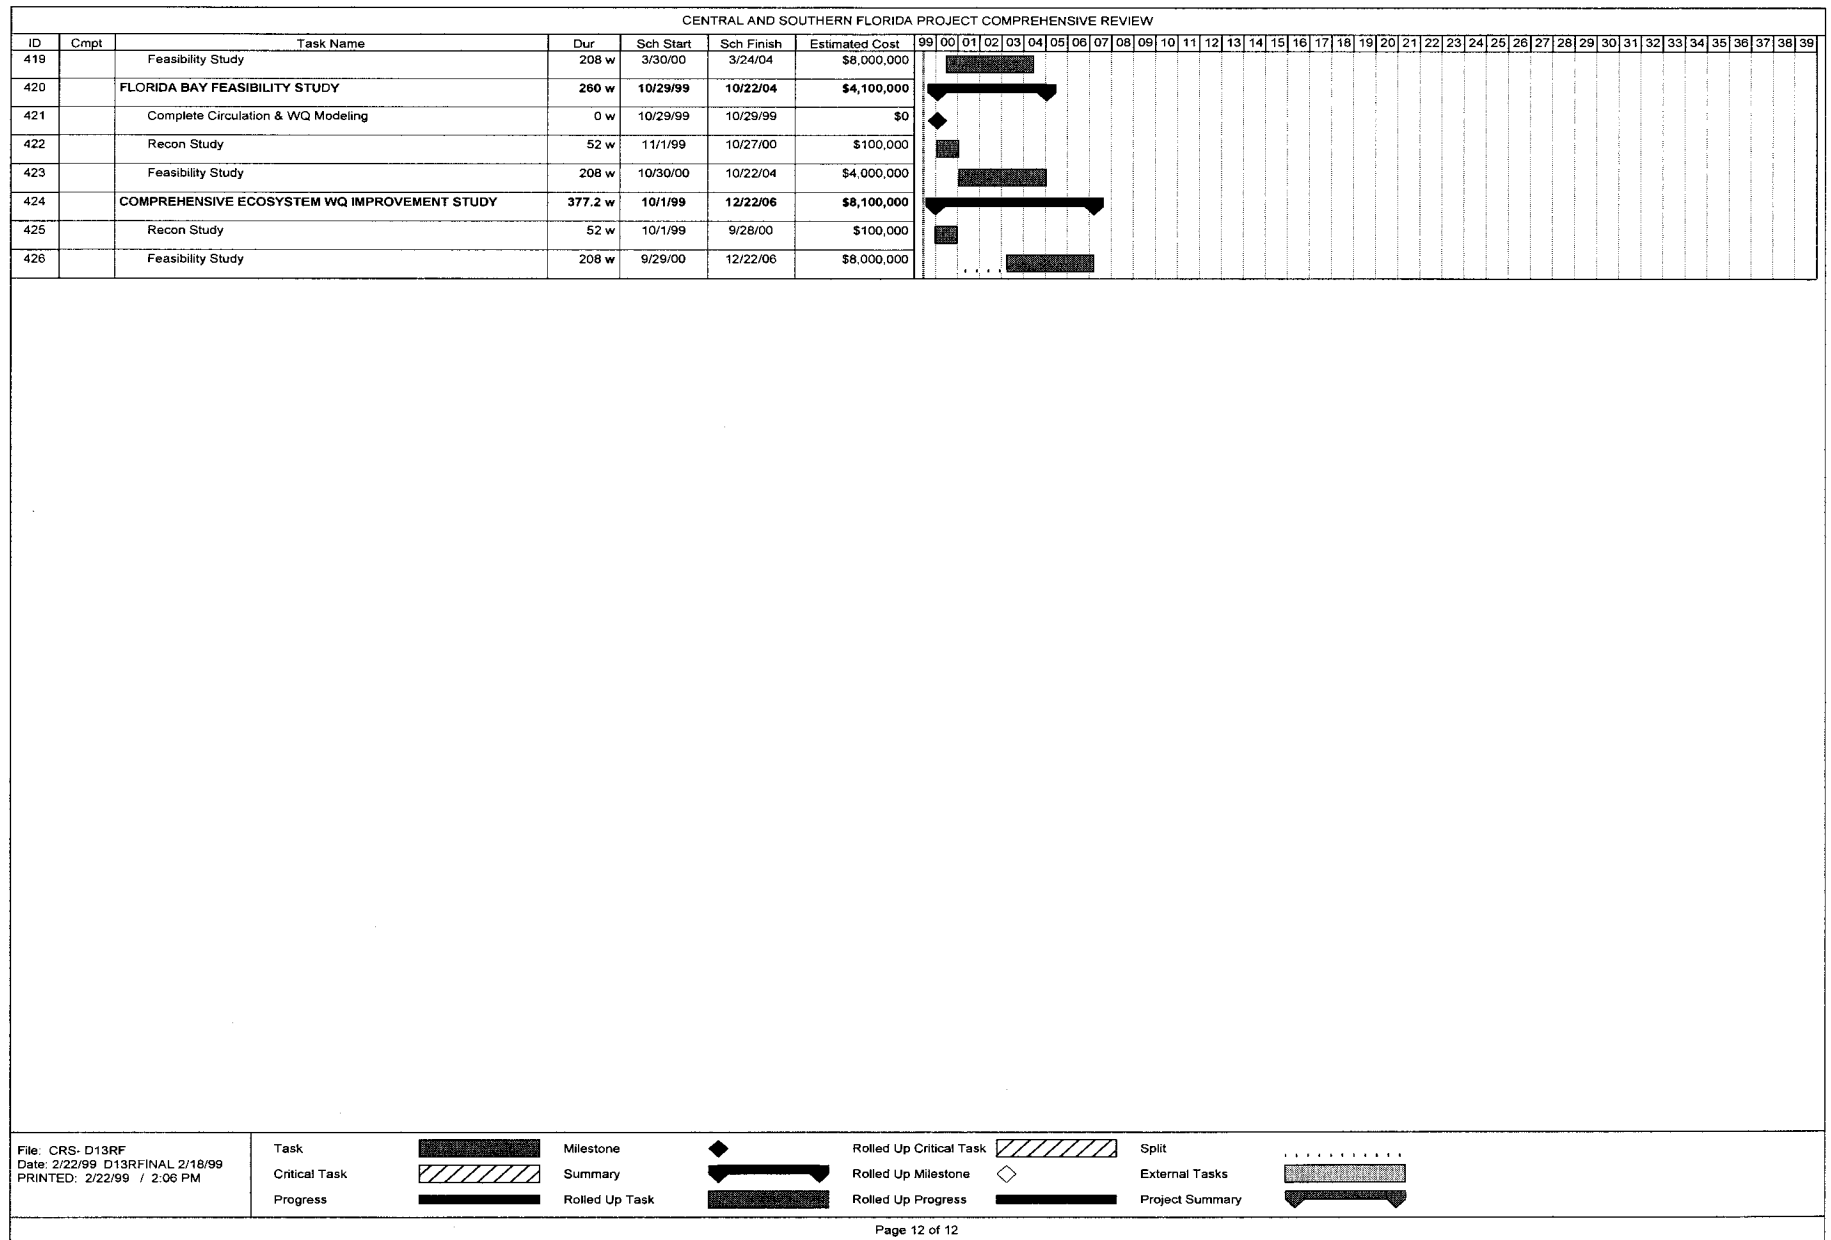 CENTRAL AND SOUTHERN FLORIDA PROJECT COMPREHENSIVE REVIEW
ID Cmpt Task Name Dur Sch Start Sch Finish Estimated Cost 99 00 01 02 03 04 05 06 07 08 09 10 11 12 13 14 15 16 17 18 19 20 21 22 23 24 25 26 27 28 29 30 31 32 33 34 35 36 37 38 39
419 Feasibility Study 208 w 3/30/00 3/24/04 $8,000,000
420 FLORIDA BAY FEASIBILITY STUDY 260 w 10/29/99 10/22/04 $4,100,000
421 Complete Circulation & WQ Modeling 0 w 10/29/99 10/29/99 $0
422 Recon Study 52 w 11/1/99 10/27/00 $100,000
423 Feasibility Study 208 w 10/30/00 10/22/04 $4,000,000
424 COMPREHENSIVE ECOSYSTEM WQ IMPROVEMENT STUDY 377.2 w 10/1/99 12/22/06 $8,100,000
425 Recon Study 52 w 10/1/99 9/28/00 $100,000
426 Feasibility Study 208 w 9/29/00 12/22/06 $8,000,000
File: CRS- D13RF
Date: 2/22/99 D13RFINAL 2/18/99
PRINTED: 2/22/99 / 2:06 PM
Task Milestone Rolled Up Critical Task Split
Critical Task Summary Rolled Up Milestone External Tasks
Progress Rolled Up Task Rolled Up Progress Project Summary
Page 12 of 12